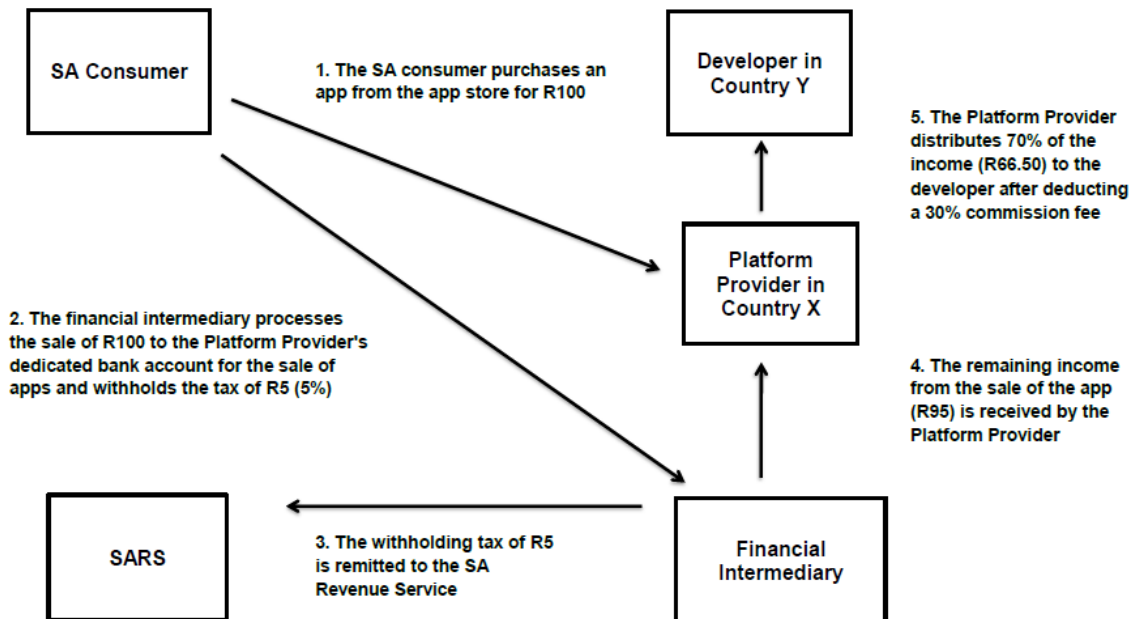 SA Consumer
1. The SA consumer purchases an
app from the app store for R100
Developer in
Country Y
5. The Platform Provider
distributes 70% of the
income (R66.50) to the
developer after deducting
a 30% commission fee
Platform
Provider in
Country X
2. The financial intermediary processes
the sale of R100 to the Platform Provider's
dedicated bank account for the sale of
apps and withholds the tax of R5 (5%)
4. The remaining income
from the sale of the app
(R95) is received by the
Platform Provider
SARS
3. The withholding tax of R5
is remitted to the SA
Revenue Service
Financial
Intermediary